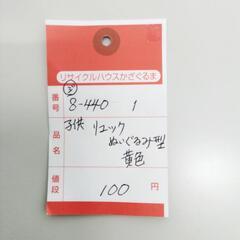 リサイクルハウスかざぐるま
番号 8-440 1
品名 子供 リュック
ぬいぐるみ型
黄色
値段 100 円